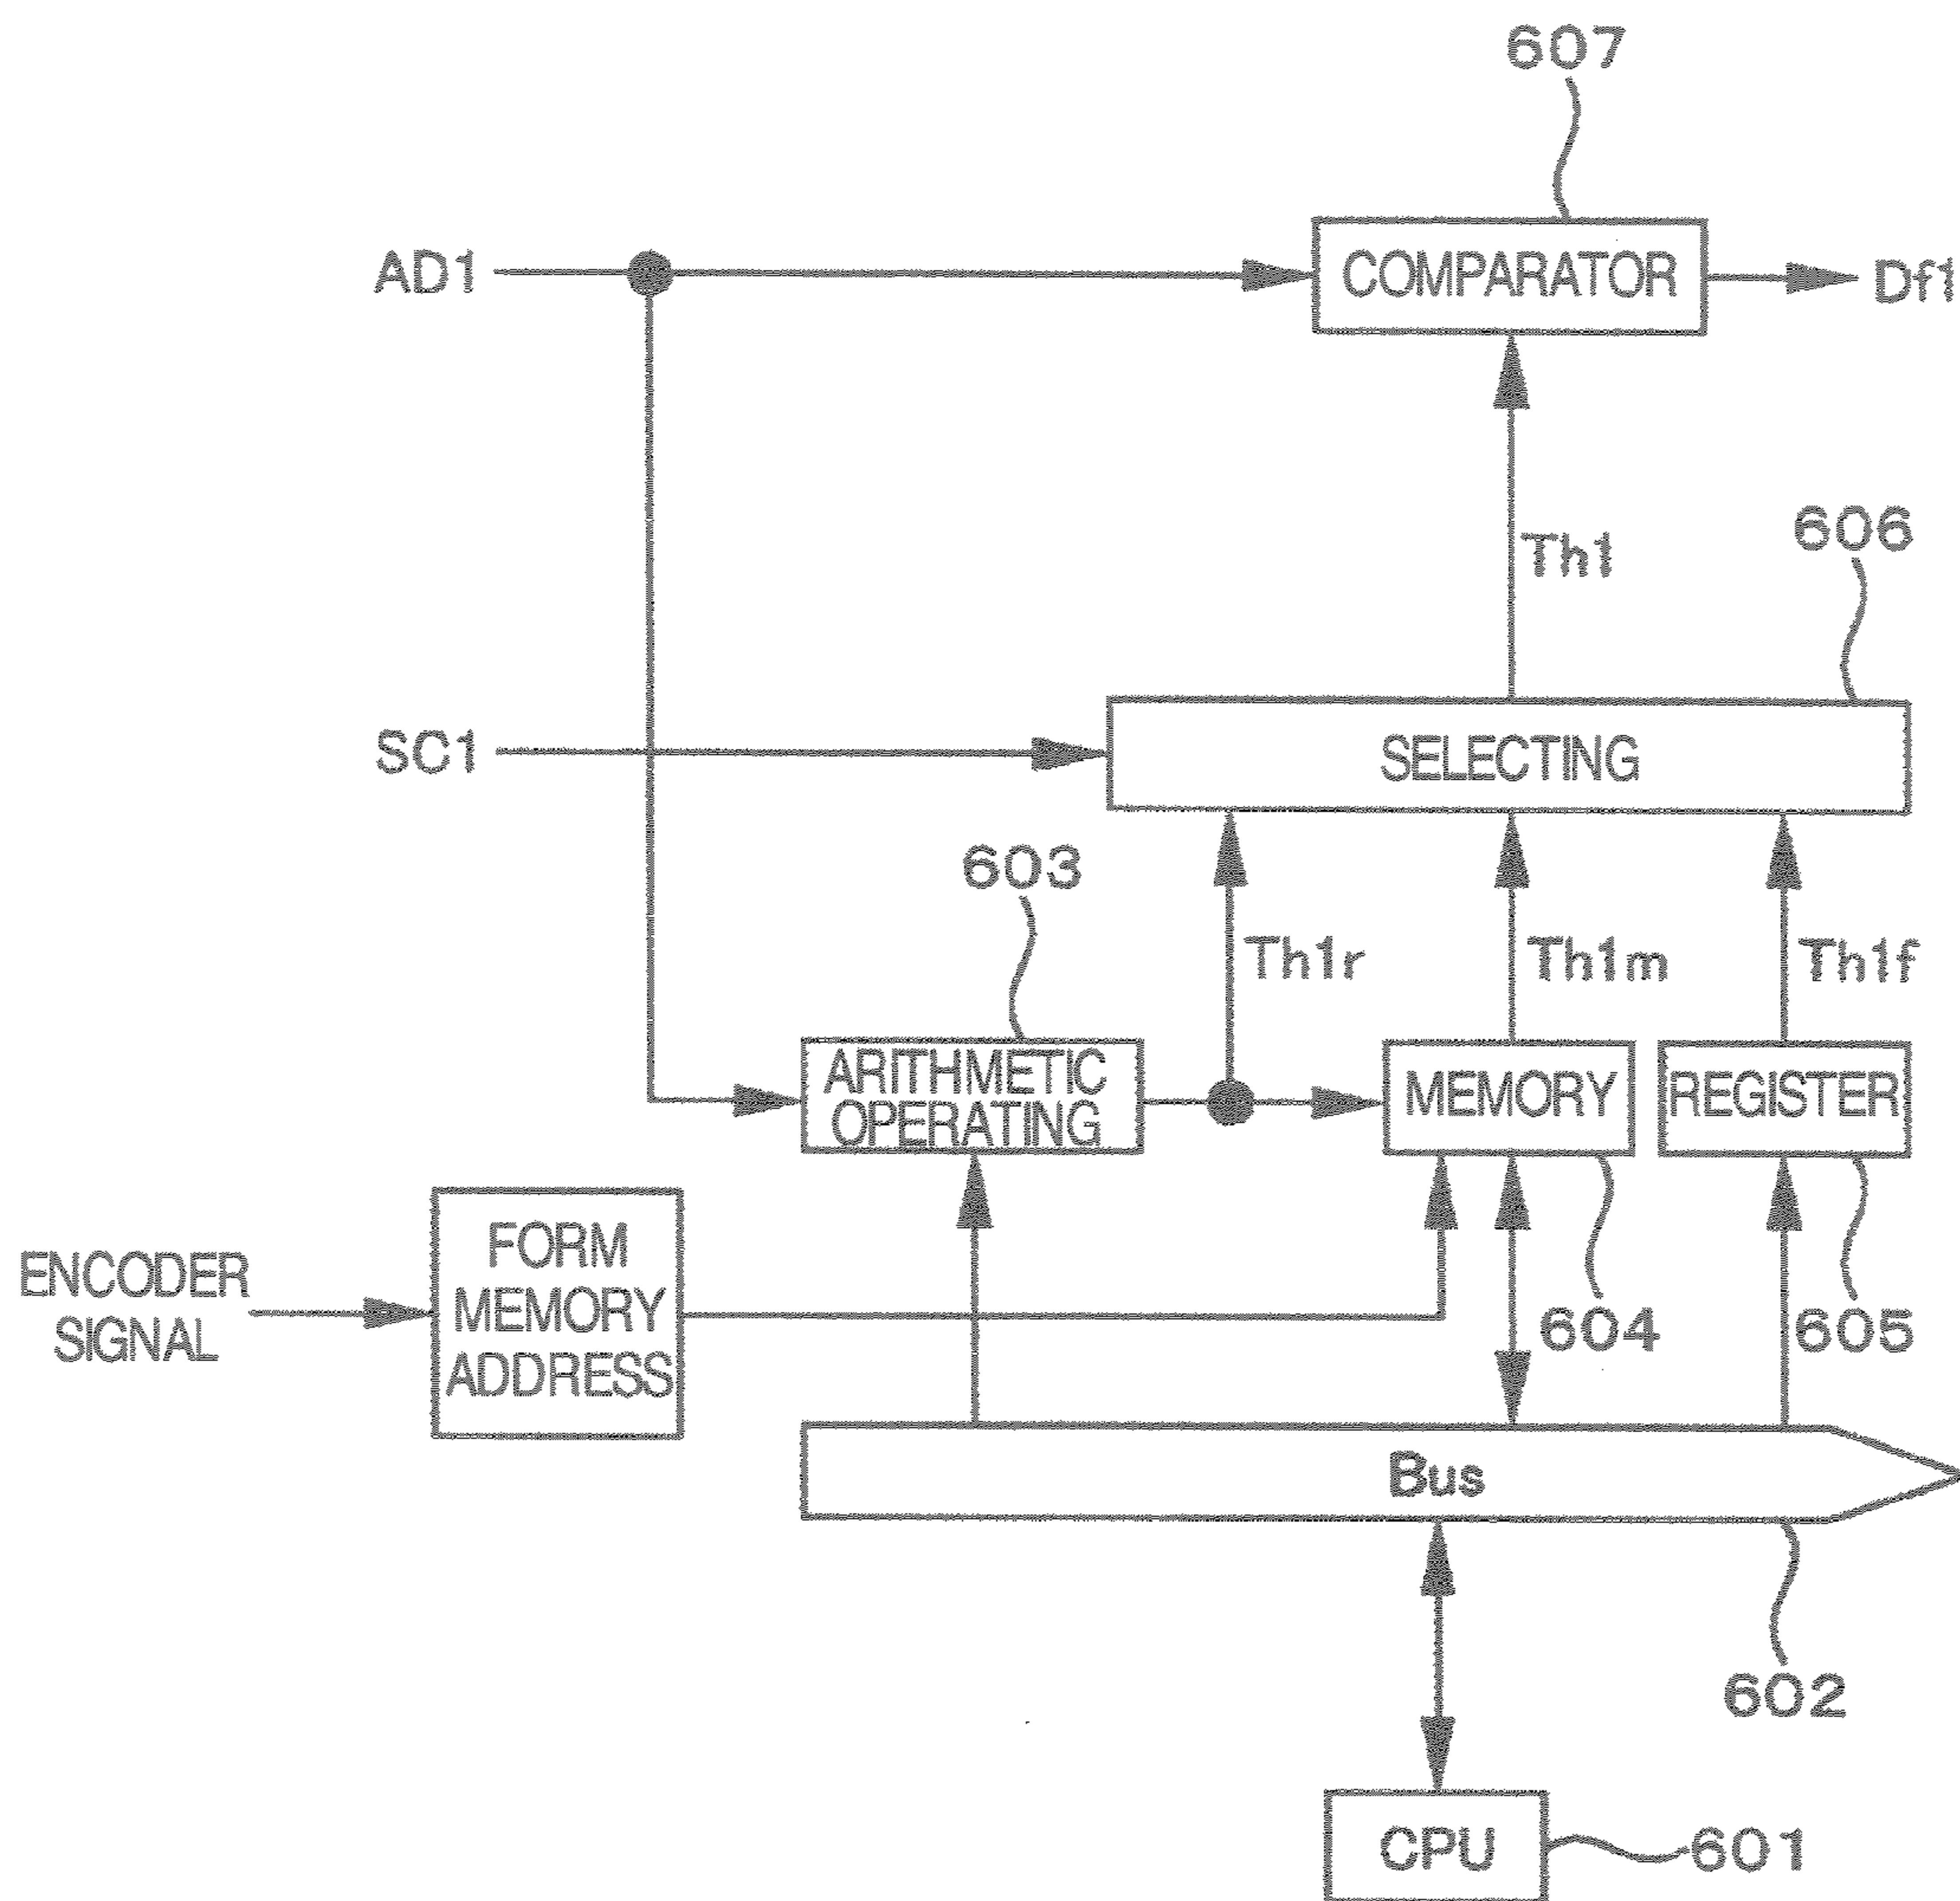 607
AD1
COMPARATOR
Df1
Th1
606
SC1
SELECTING
603
Th1r
Th1m
Th1f
ARITHMETIC
OPERATING
MEMORY
REGISTER
ENCODER
SIGNAL
FORM
MEMORY
ADDRESS
604
605
Bus
602
CPU
601